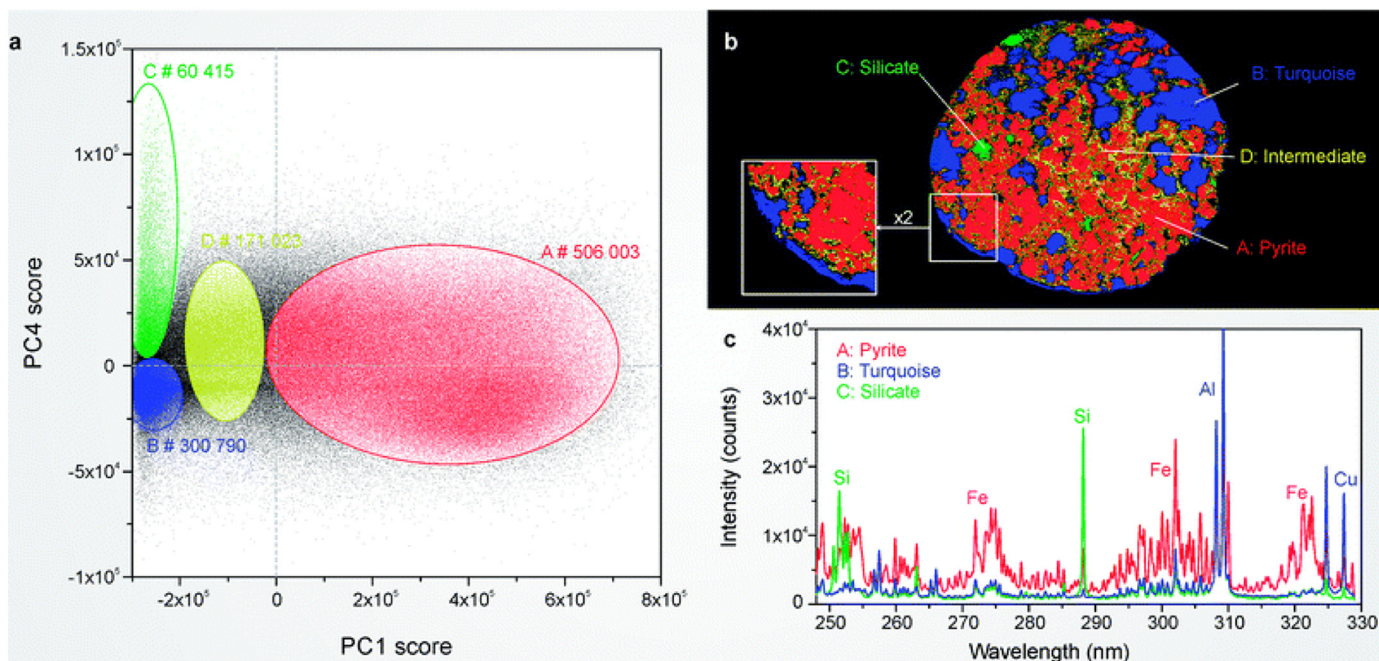 a
1.5x10⁵
1x10⁵
5x10⁴
0
-5x10⁴
-1x10⁵
PC4 score
C # 60 415
D # 171 023
A # 506 003
B # 300 790
-2x10⁵
0
2x10⁵
4x10⁵
6x10⁵
8x10⁵
PC1 score
b
C: Silicate
B: Turquoise
D: Intermediate
x2
A: Pyrite
c
4x10⁴
3x10⁴
2x10⁴
1x10⁴
0
Intensity (counts)
A: Pyrite
B: Turquoise
C: Silicate
Si
Fe
Si
Fe
Al
Fe
Cu
250
260
270
280
290
300
310
320
330
Wavelength (nm)